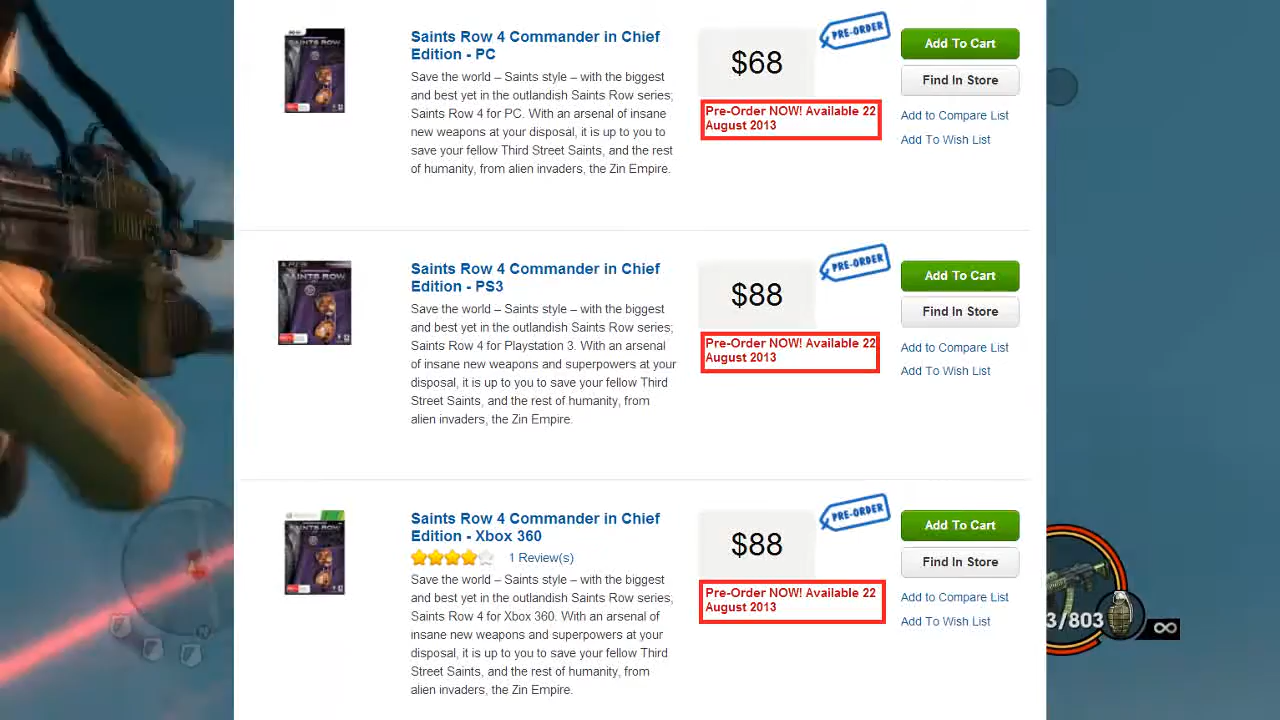 Saints Row 4 Commander in Chief
Edition - PC
Save the world – Saints style – with the biggest
and best yet in the outlandish Saints Row series;
Saints Row 4 for PC. With an arsenal of insane
new weapons at your disposal, it is up to you to
save your fellow Third Street Saints, and the rest
of humanity, from alien invaders, the Zin Empire.
$68
PRE-ORDER
Pre-Order NOW! Available 22
August 2013
Add To Cart
Find In Store
Add to Compare List
Add To Wish List
SAINTS ROW
Saints Row 4 Commander in Chief
Edition - PS3
Save the world – Saints style – with the biggest
and best yet in the outlandish Saints Row series;
Saints Row 4 for Playstation 3. With an arsenal
of insane new weapons and superpowers at your
disposal, it is up to you to save your fellow Third
Street Saints, and the rest of humanity, from
alien invaders, the Zin Empire.
$88
PRE-ORDER
Pre-Order NOW! Available 22
August 2013
Add To Cart
Find In Store
Add to Compare List
Add To Wish List
Saints Row 4 Commander in Chief
Edition - Xbox 360
1 Review(s)
Save the world – Saints style – with the biggest
and best yet in the outlandish Saints Row series;
Saints Row 4 for Xbox 360. With an arsenal of
insane new weapons and superpowers at your
disposal, it is up to you to save your fellow Third
Street Saints, and the rest of humanity, from
alien invaders, the Zin Empire.
$88
PRE-ORDER
Pre-Order NOW! Available 22
August 2013
Add To Cart
Find In Store
Add to Compare List
Add To Wish List
3/803
∞